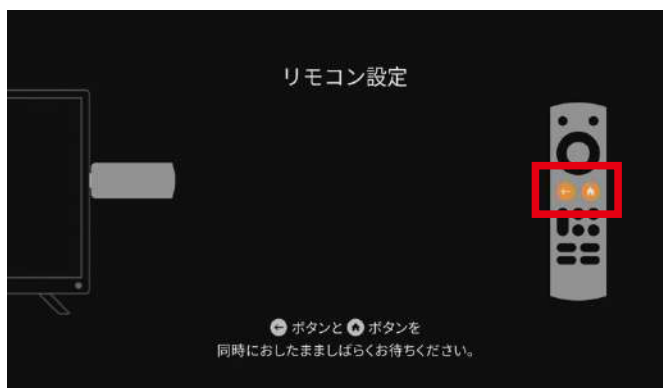 リモコン設定
ボタンと ボタンを
同時におしたまましばらくお待ちください。